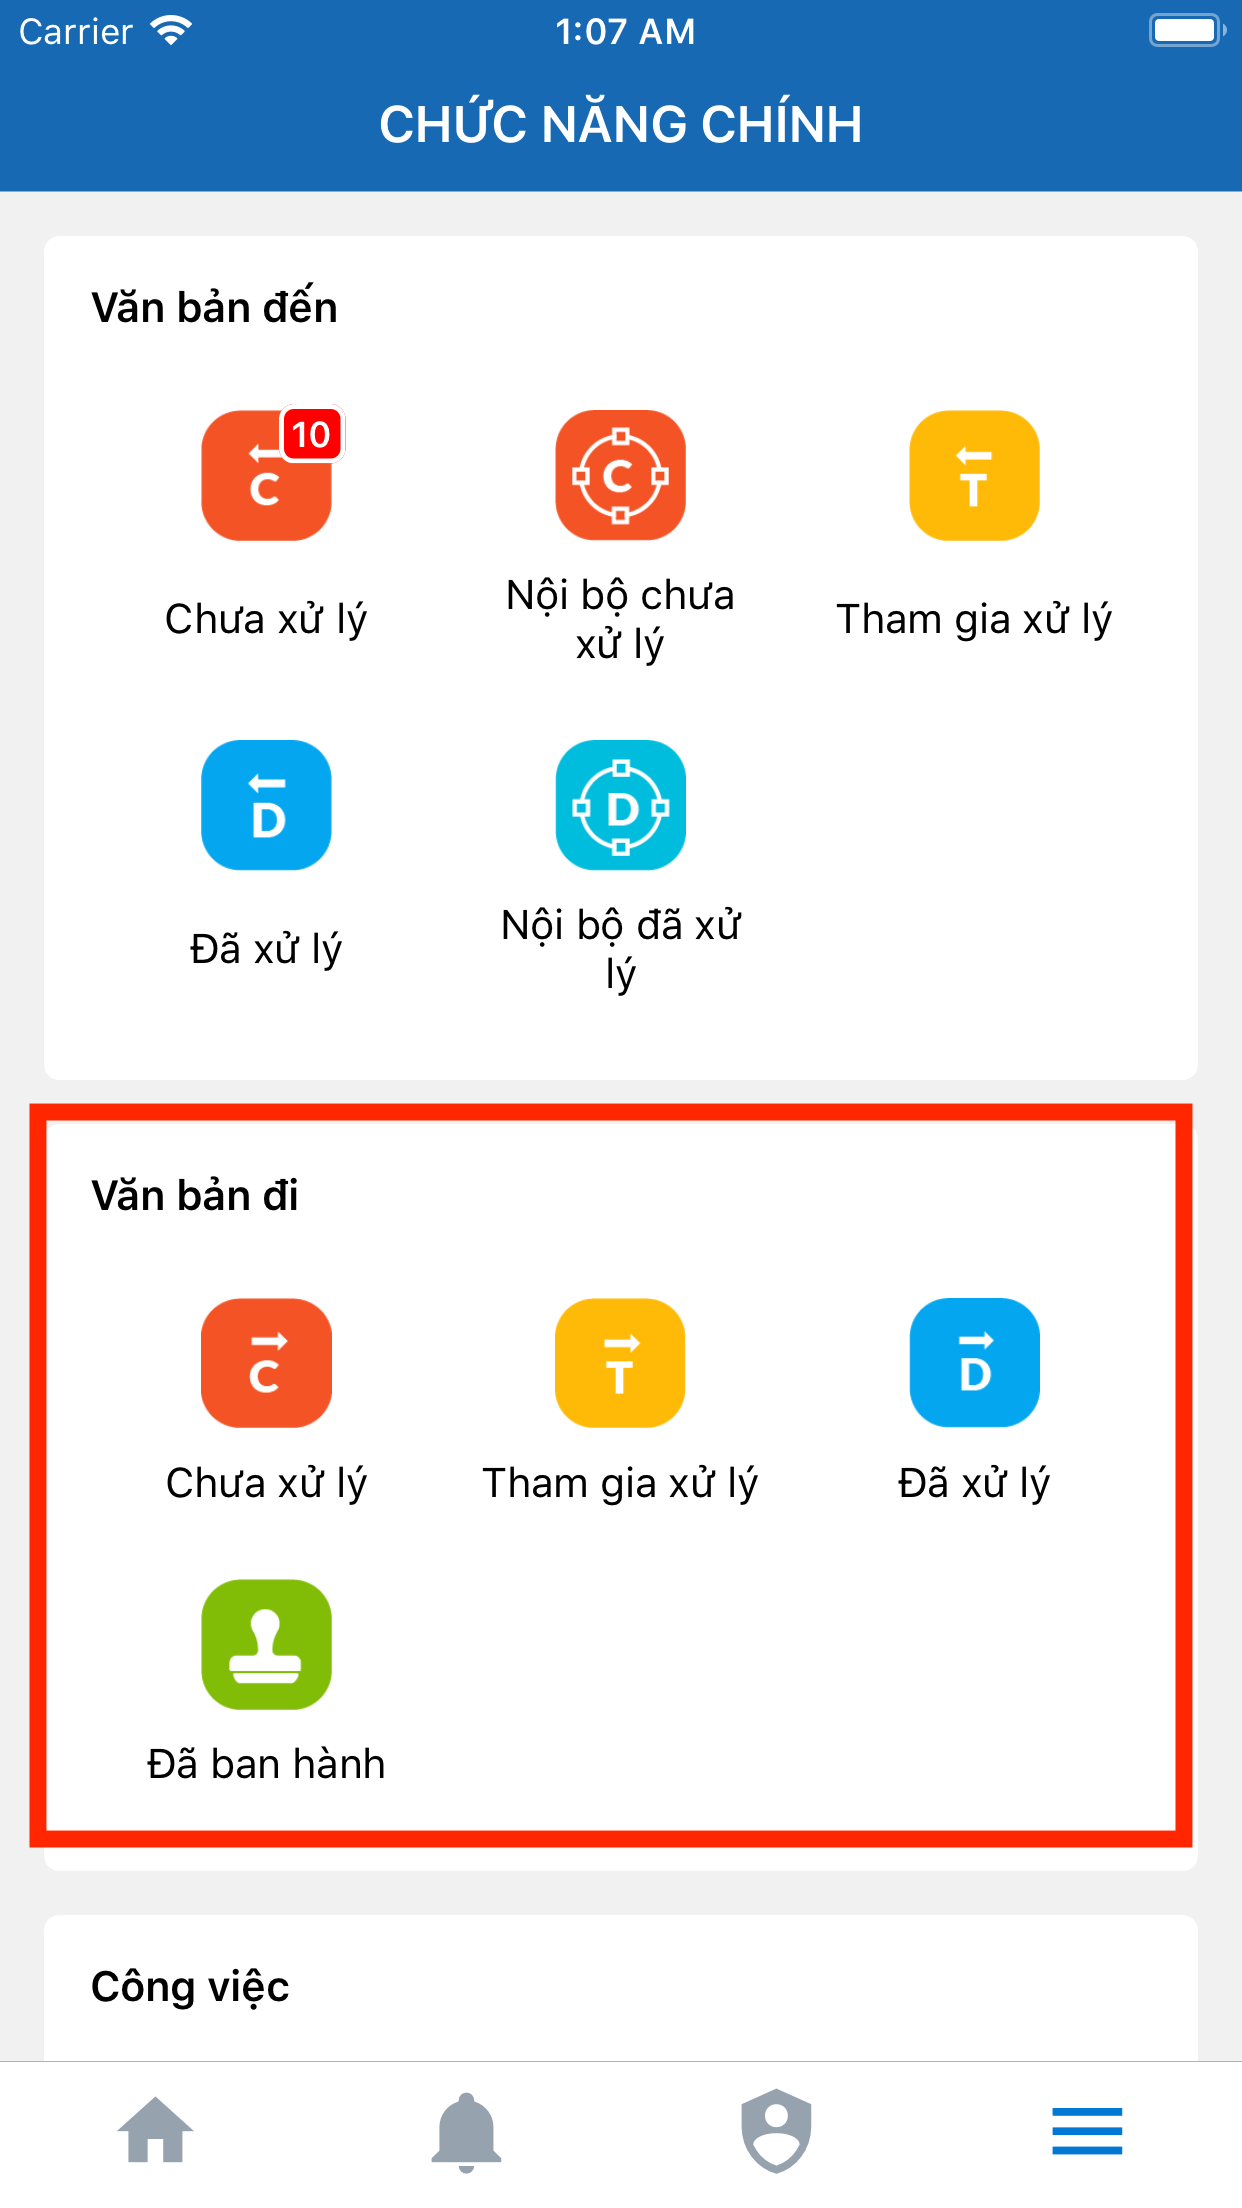 Carrier 1:07 AM
CHỨC NĂNG CHÍNH
Văn bản đến
C 10 C T
Chưa xử lý
Nội bộ chưa
xử lý
Tham gia xử lý
D D
Đã xử lý
Nội bộ đã xử
lý
Văn bản đi
C T D
Chưa xử lý Tham gia xử lý Đã xử lý
Đã ban hành
Công việc